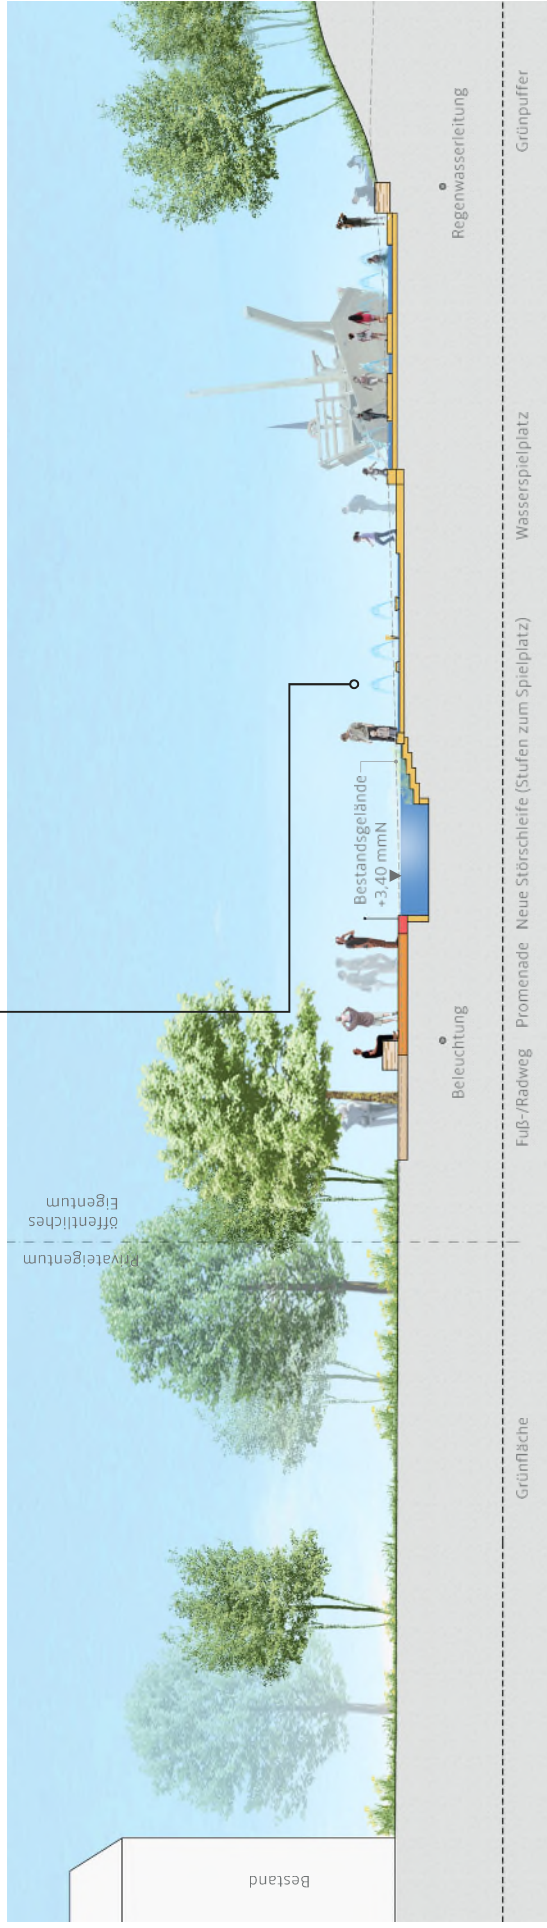 Bestand
Privateigentum
öffentliches
Eigentum
Bestandsgelände
+3,40 mmN
Beleuchtung
Regenwasserleitung
Grünfläche
Fuß-/Radweg
Promenade
Neue Störschleife (Stufen zum Spielplatz)
Wasserspielplatz
Grünpuffer